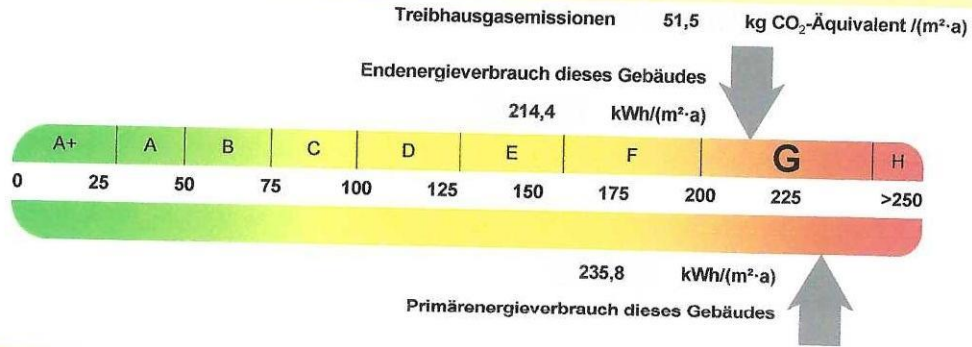 Treibhausgasemissionen 51,5 kg CO₂-Äquivalent /(m²·a)
Endenergieverbrauch dieses Gebäudes
214,4 kWh/(m²·a)
A+ A B C D E F G H
0 25 50 75 100 125 150 175 200 225 >250
235,8 kWh/(m²·a)
Primärenergieverbrauch dieses Gebäudes